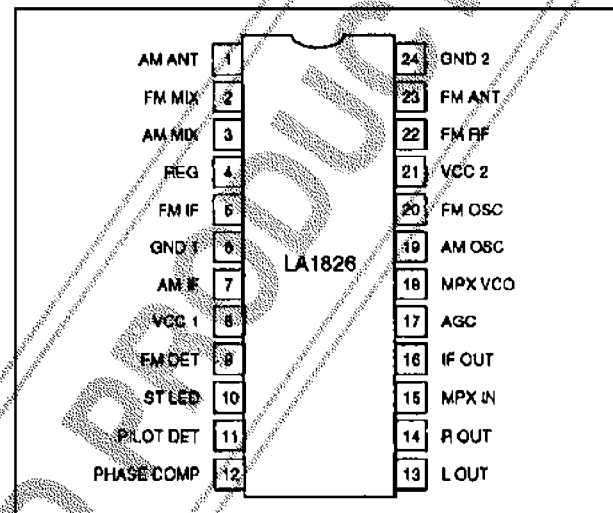 AM ANT 1 24 GND 2
FM MIX 2 23 FM ANT
AM MIX 3 22 FM RF
REG 4 21 VCC 2
FM IF 5 20 FM OSC
GND 1 6 19 AM OSC
LA1826
AM IF 7 18 MPX VCO
VCC 1 8 17 AGC
FM DET 9 16 IF OUT
ST LED 10 15 MPX IN
PILOT DET 11 14 R OUT
PHASE COMP 12 13 L OUT
PRODUC